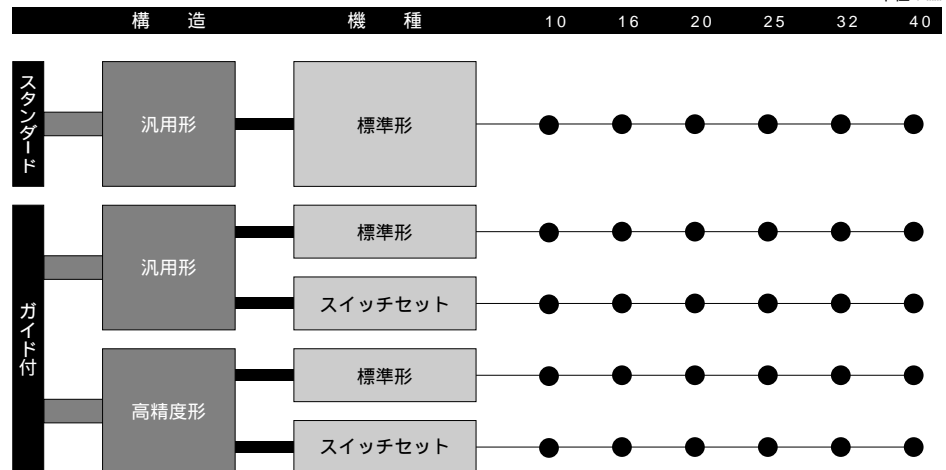 構造 機種 10 16 20 25 32 40
スタンダード
汎用形 標準形
ガイド付
汎用形 標準形
スイッチセット
高精度形 標準形
スイッチセット